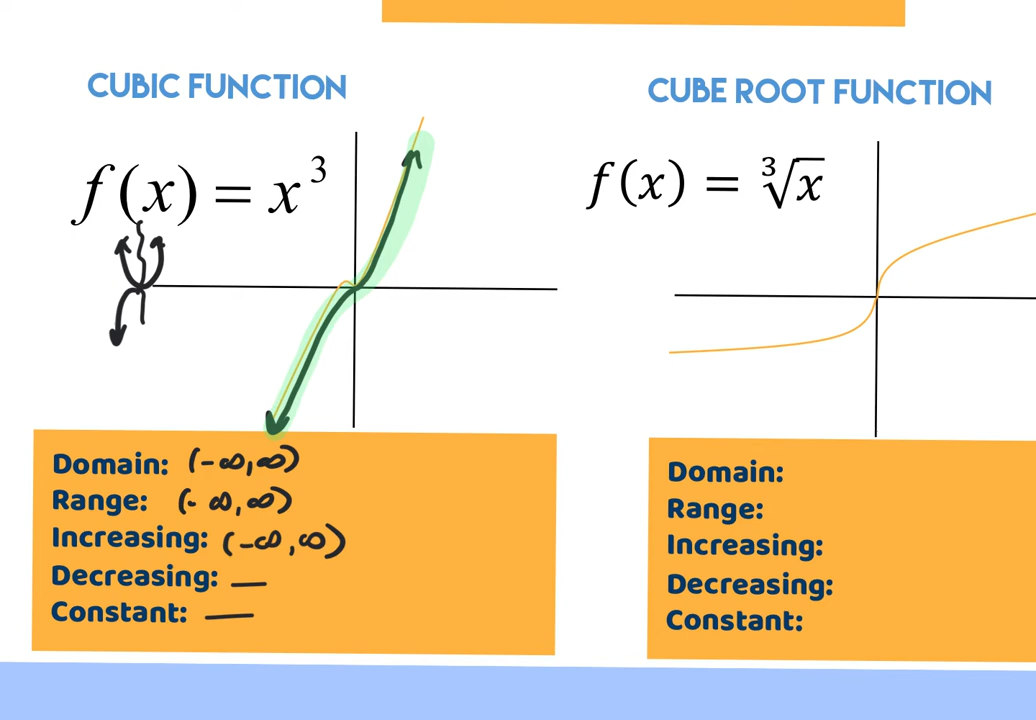 CUBIC FUNCTION
f(x) = x³
Domain: (-∞,∞)
Range: (-∞,∞)
Increasing: (-∞,∞)
Decreasing: —
Constant: —
CUBE ROOT FUNCTION
f(x) = ∛x
Domain:
Range:
Increasing:
Decreasing:
Constant: